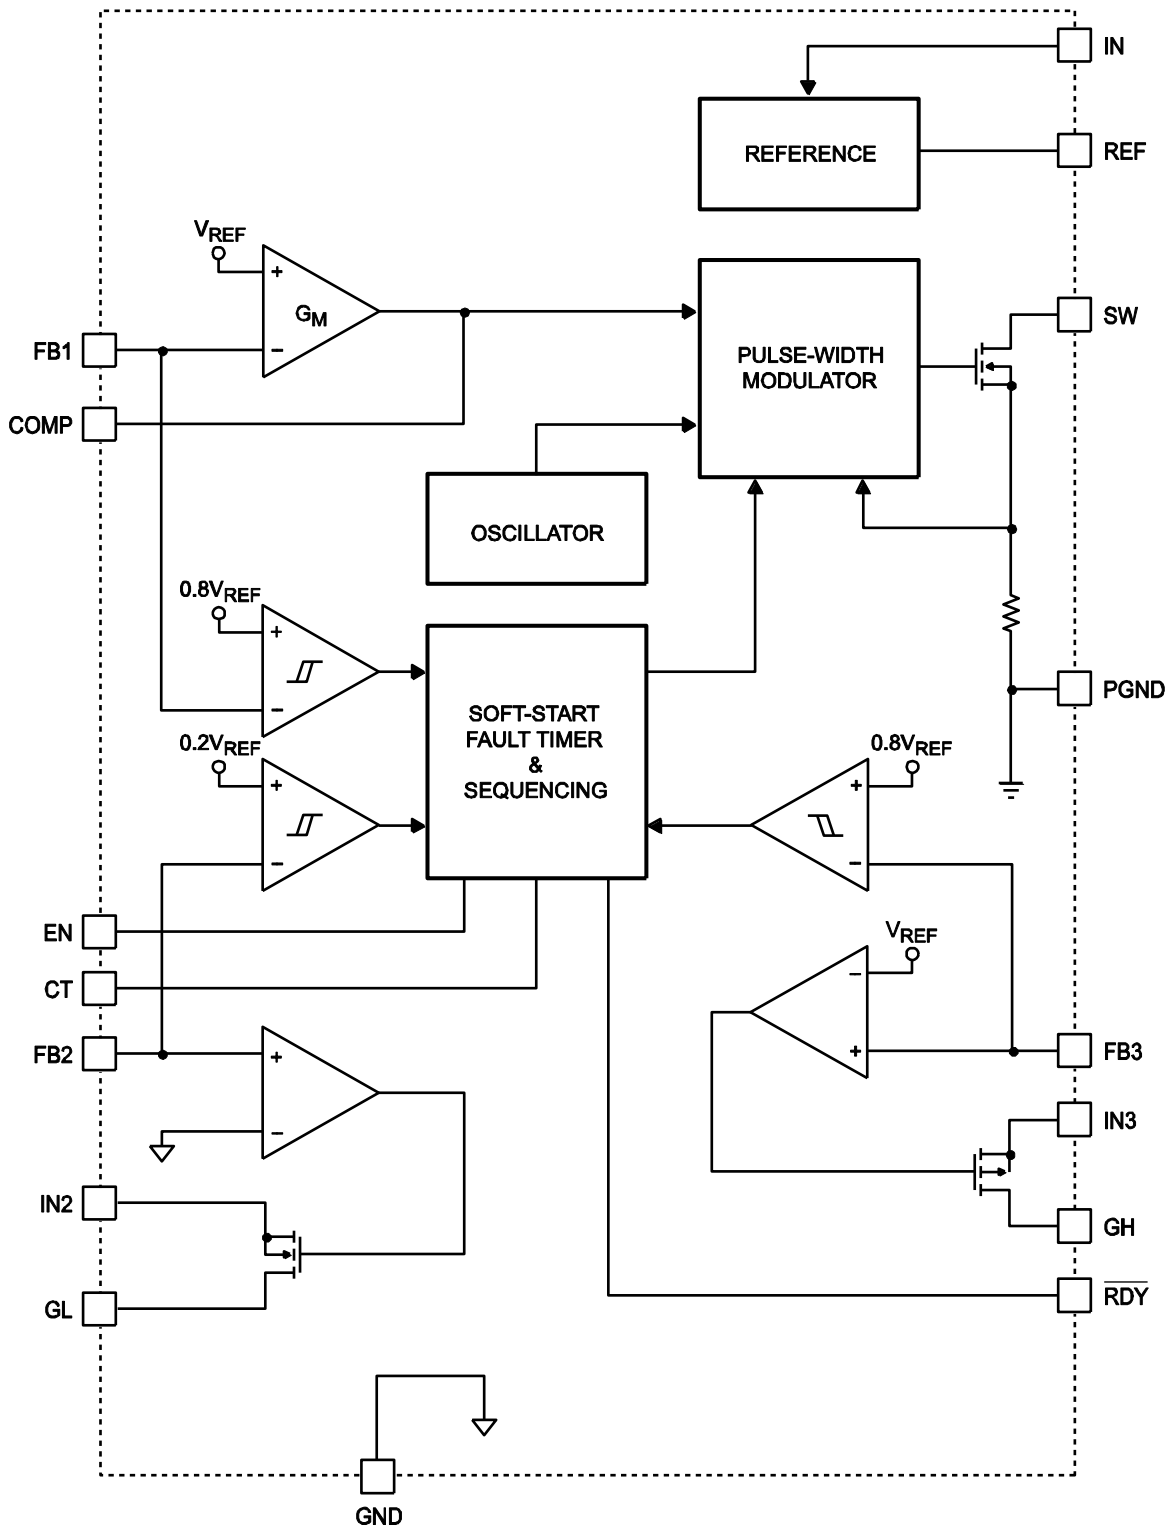 IN
REFERENCE
REF
VREF
+
GM
−
FB1
COMP
PULSE-WIDTH
MODULATOR
SW
OSCILLATOR
0.8VREF
+
−
SOFT-START
FAULT TIMER
&
SEQUENCING
PGND
0.2VREF
+
−
0.8VREF
+
−
EN
CT
VREF
−
+
FB2
+
−
FB3
IN3
IN2
GH
GL
RDY
GND